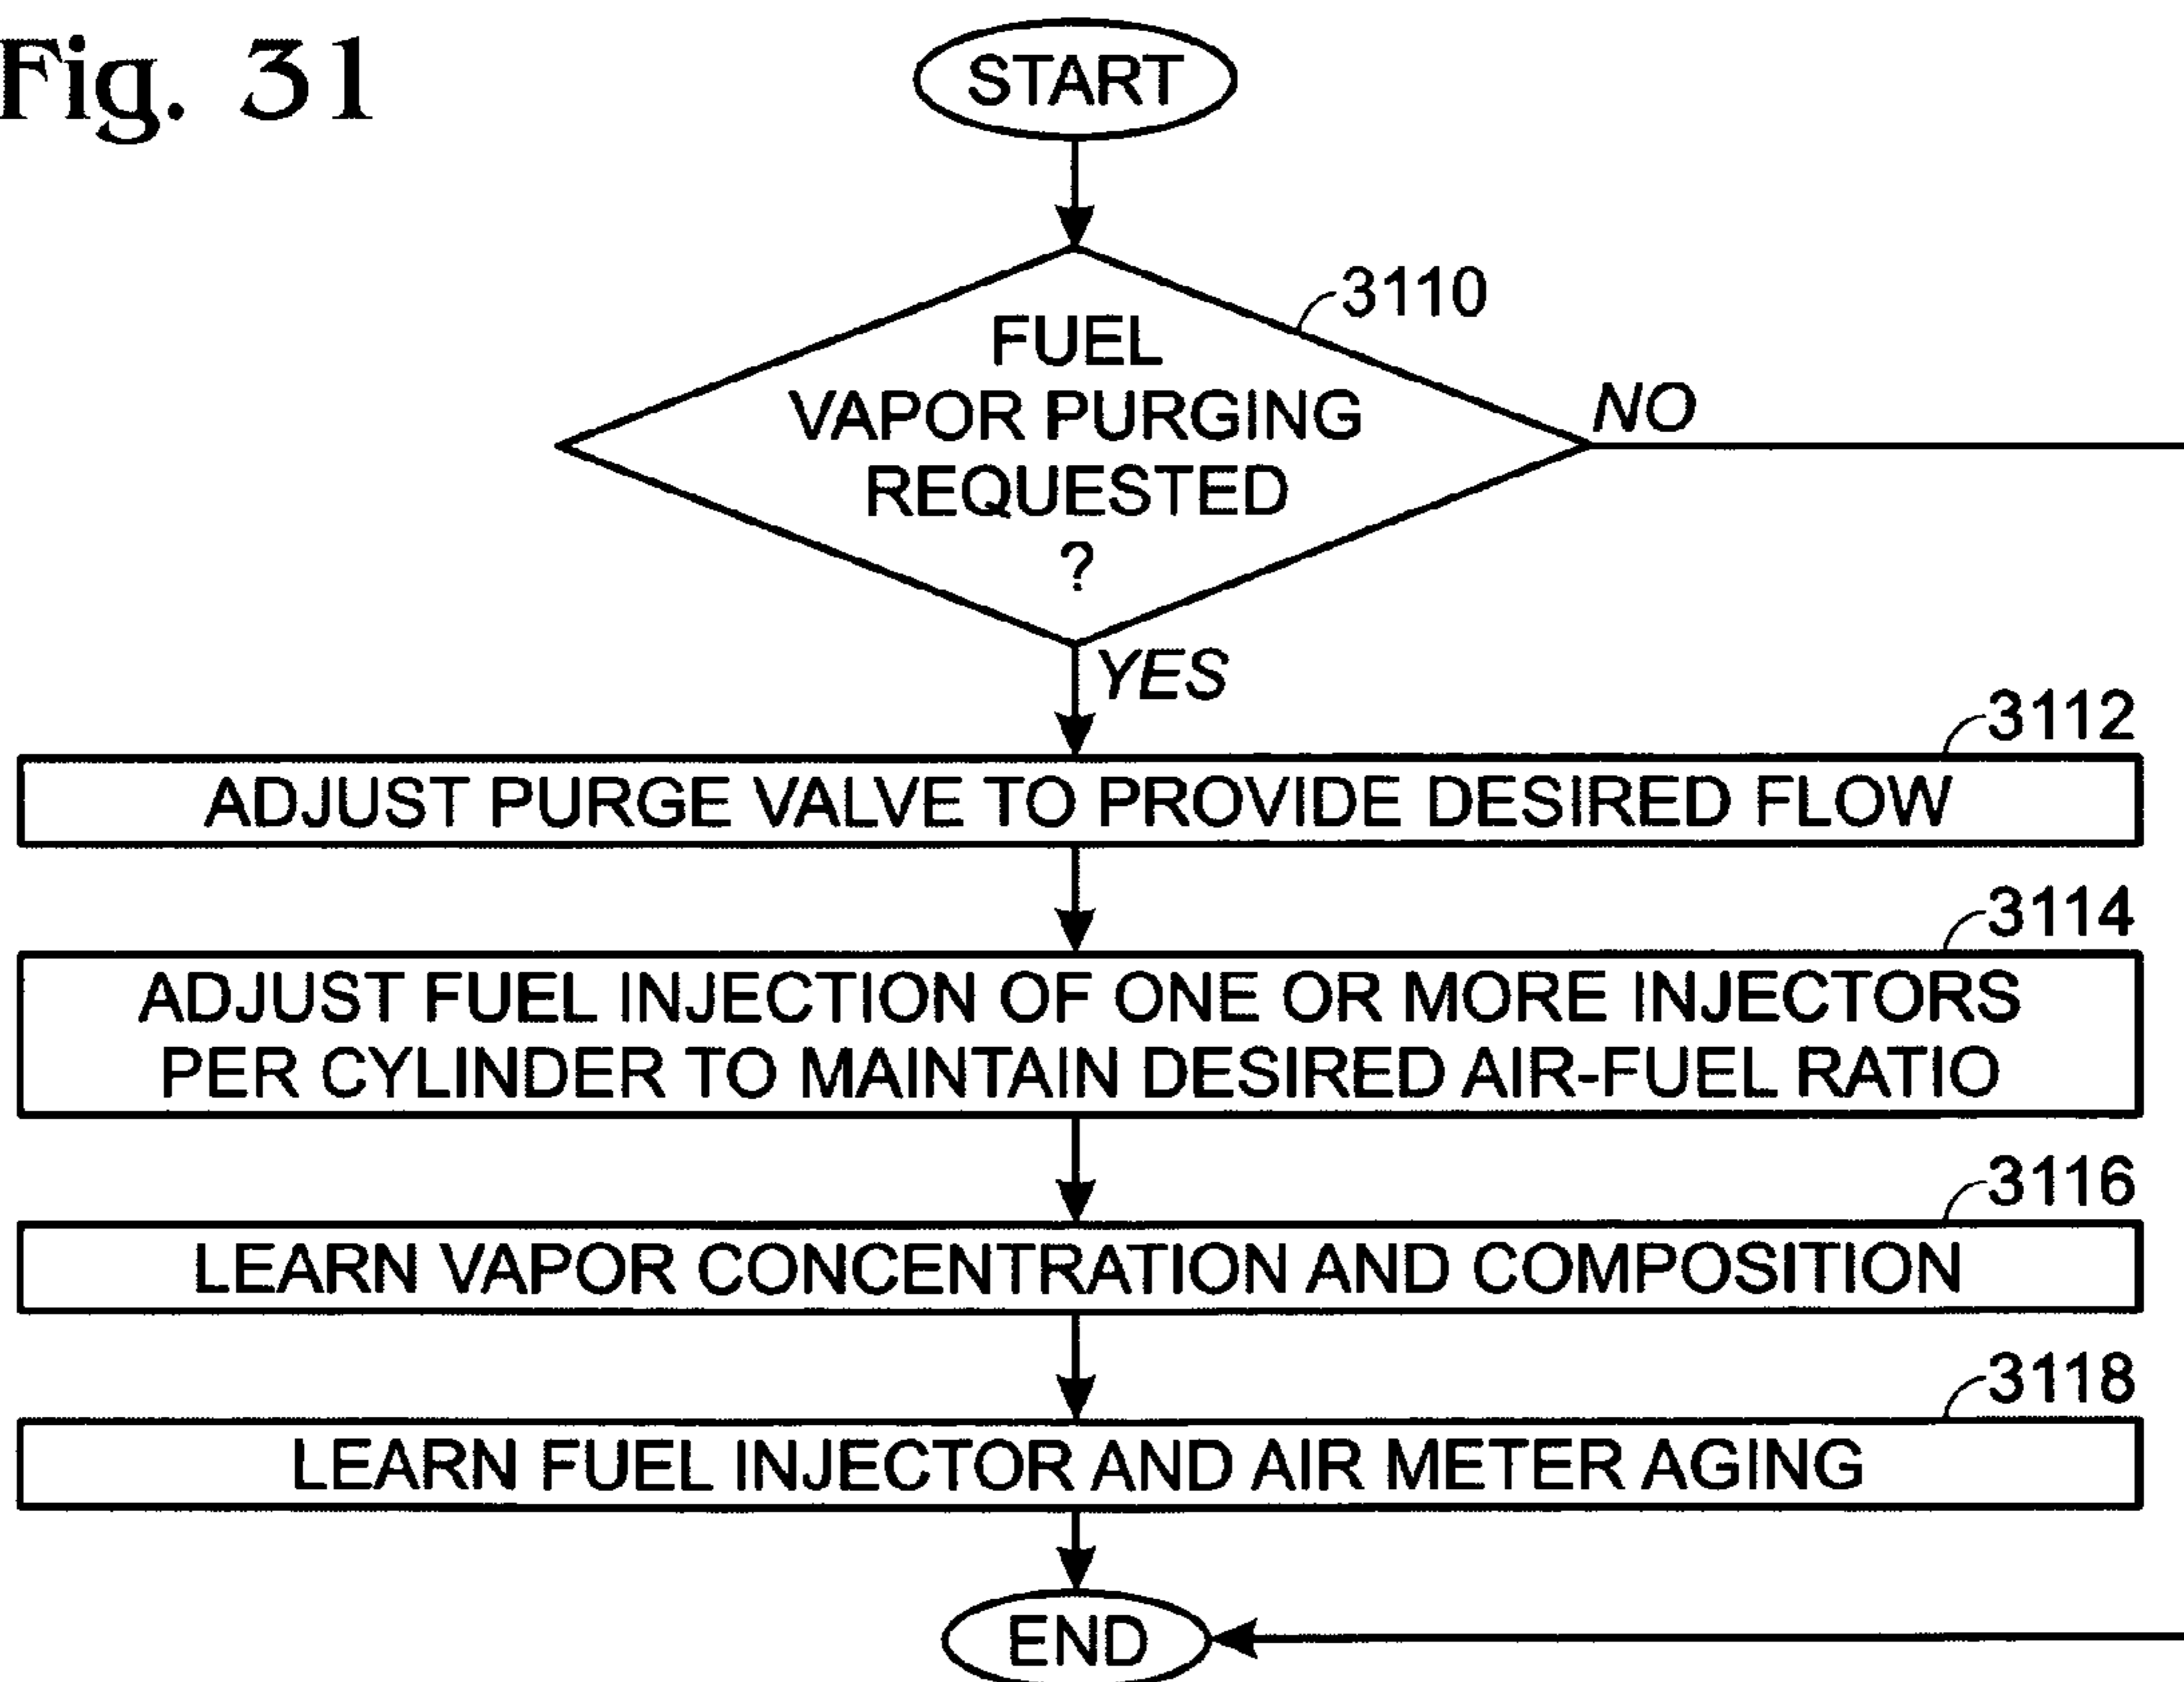 Fig. 31
START
3110
FUEL
VAPOR PURGING
REQUESTED
?
NO
YES
3112
ADJUST PURGE VALVE TO PROVIDE DESIRED FLOW
3114
ADJUST FUEL INJECTION OF ONE OR MORE INJECTORS
PER CYLINDER TO MAINTAIN DESIRED AIR-FUEL RATIO
3116
LEARN VAPOR CONCENTRATION AND COMPOSITION
3118
LEARN FUEL INJECTOR AND AIR METER AGING
END